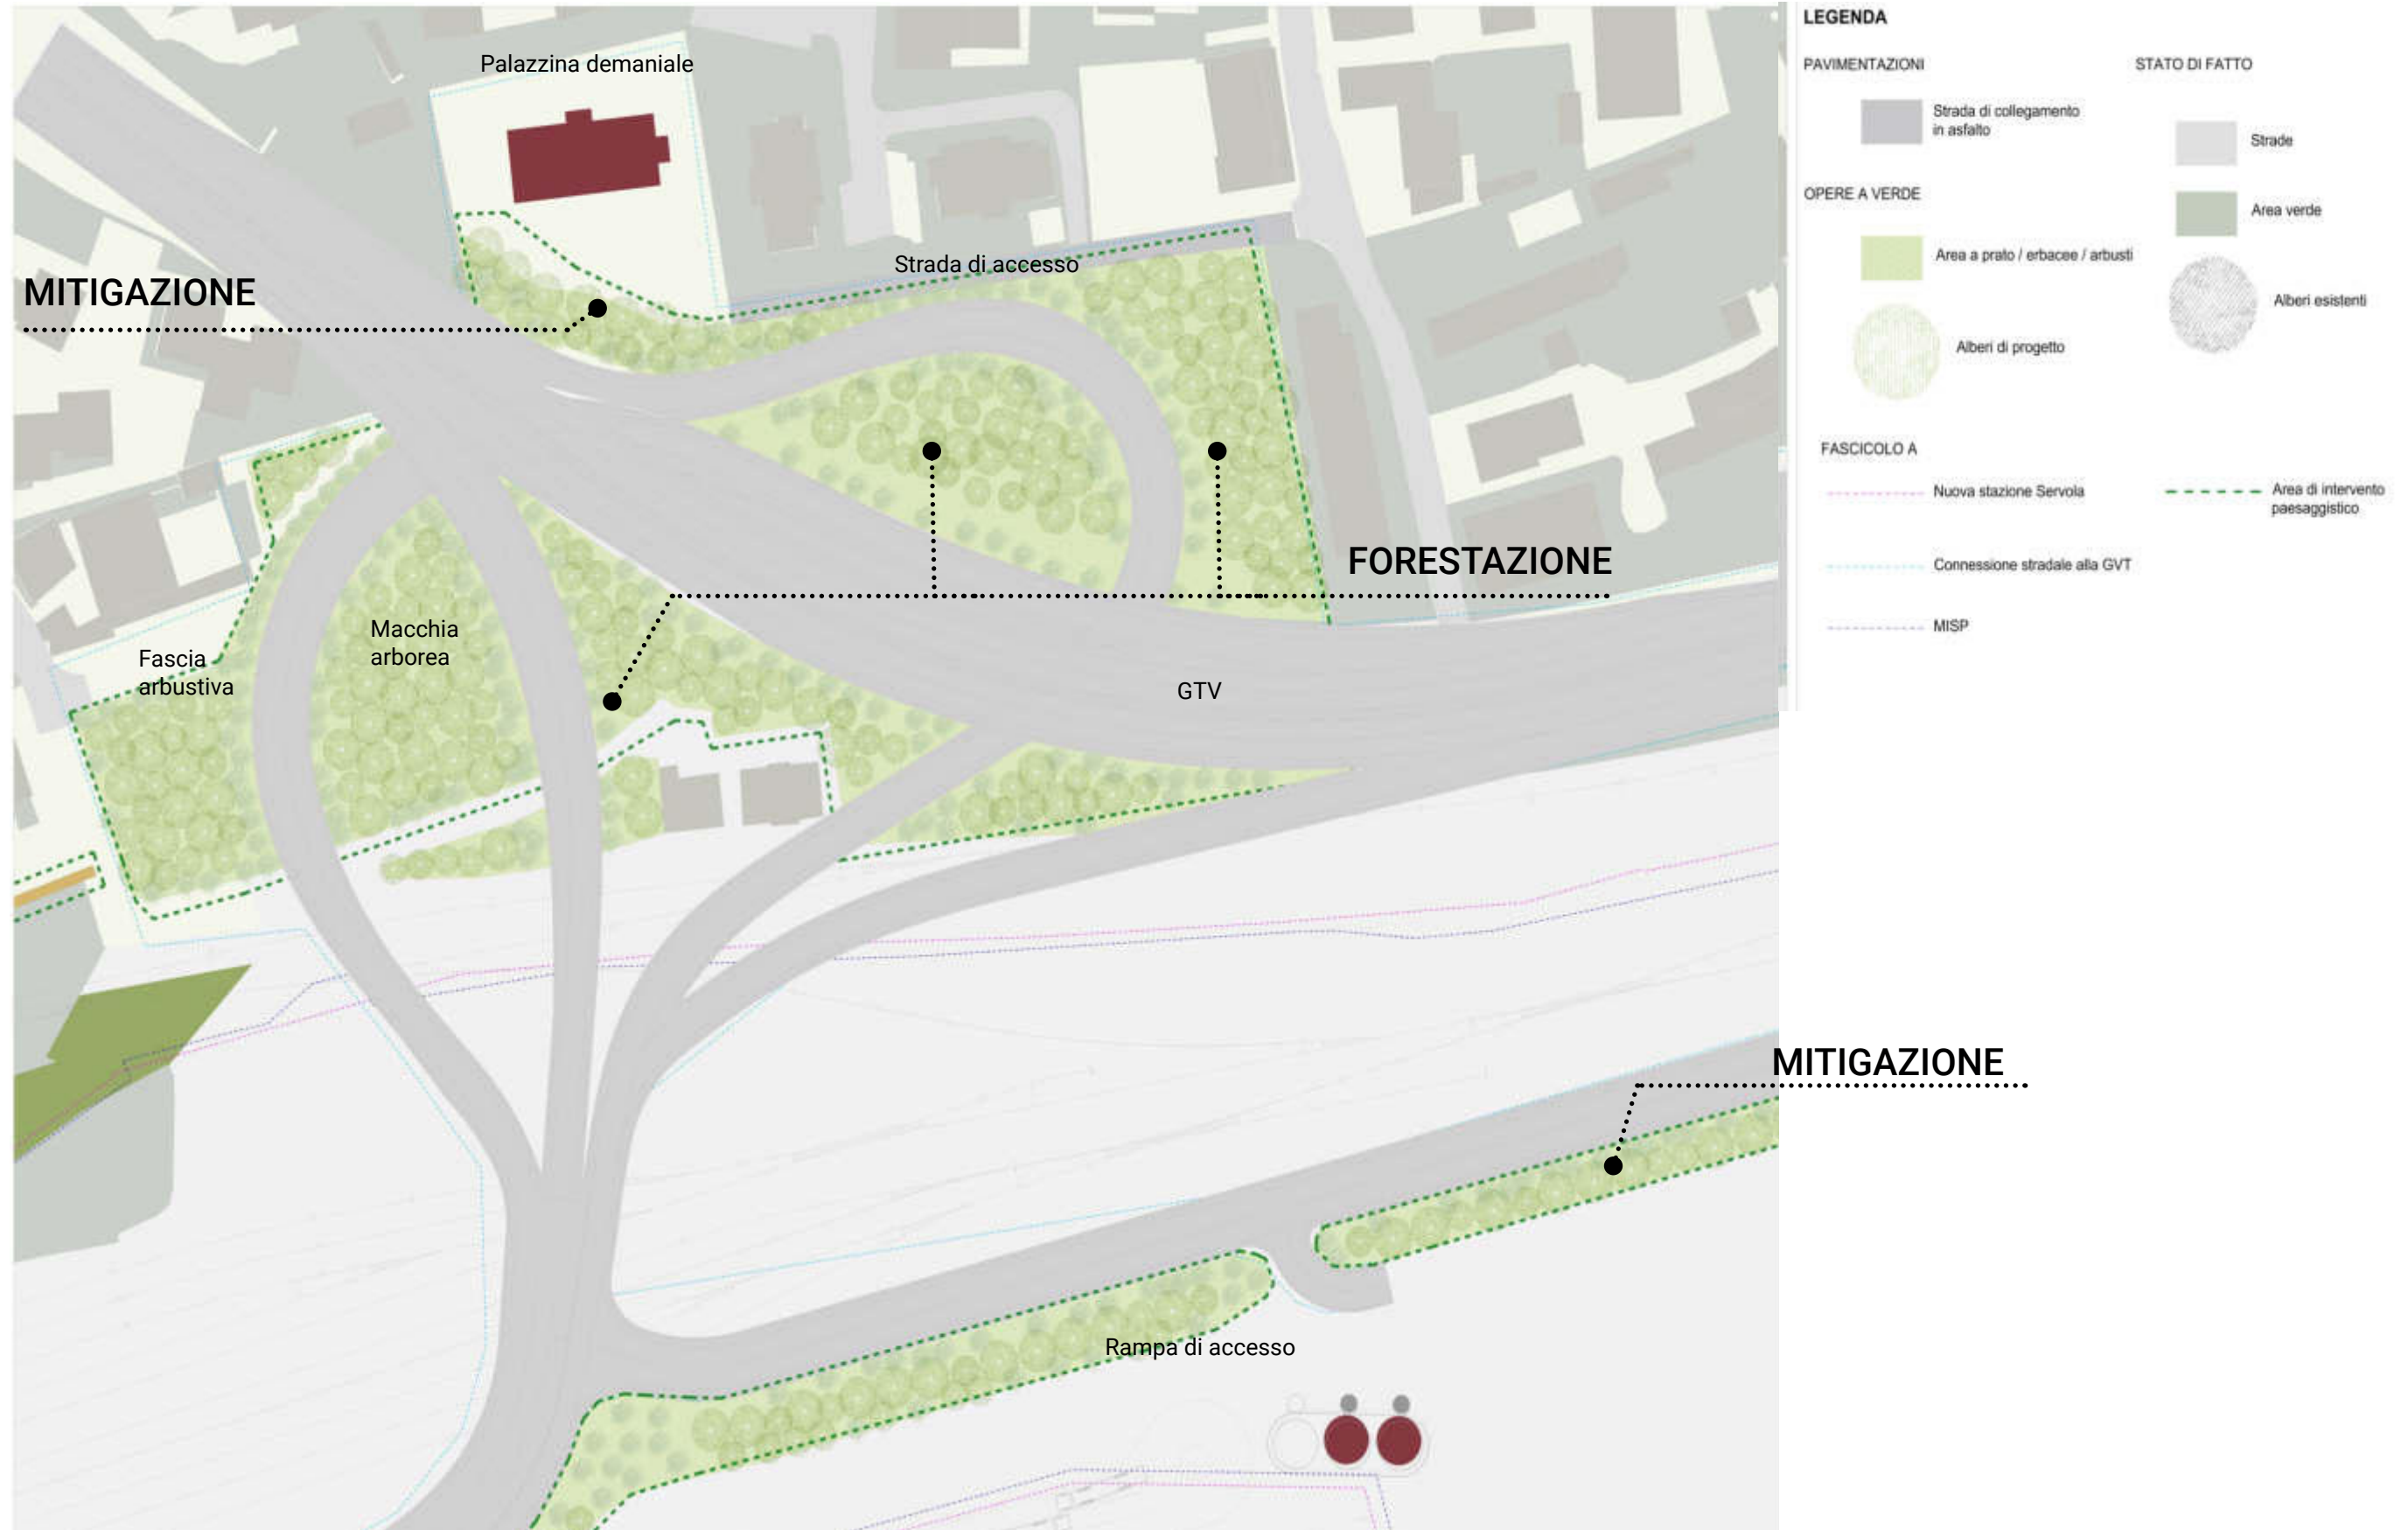 Palazzina demaniale
MITIGAZIONE
Strada di accesso
FORESTAZIONE
Macchia
arborea
Fascia
arbustiva
GTV
MITIGAZIONE
Rampa di accesso
LEGENDA
PAVIMENTAZIONI
Strada di collegamento
in asfalto
OPERE A VERDE
Area a prato / erbacee / arbusti
Alberi di progetto
STATO DI FATTO
Strade
Area verde
Alberi esistenti
FASCICOLO A
Nuova stazione Servola
Connessione stradale alla GVT
MISP
Area di intervento
paesaggistico